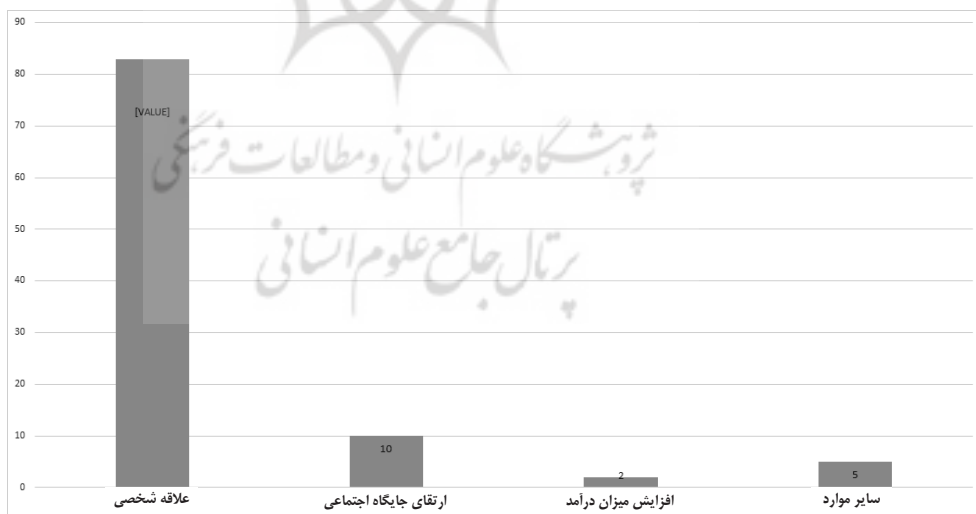 پژوهشگاه علوم انسانی و مطالعات فرهنگی
پرتال جامع علوم انسانی
90
80
70
60
50
40
30
20
10
0
[VALUE]
10
2
5
علاقه شخصی
ارتقای جایگاه اجتماعی
افزایش میزان درآمد
سایر موارد